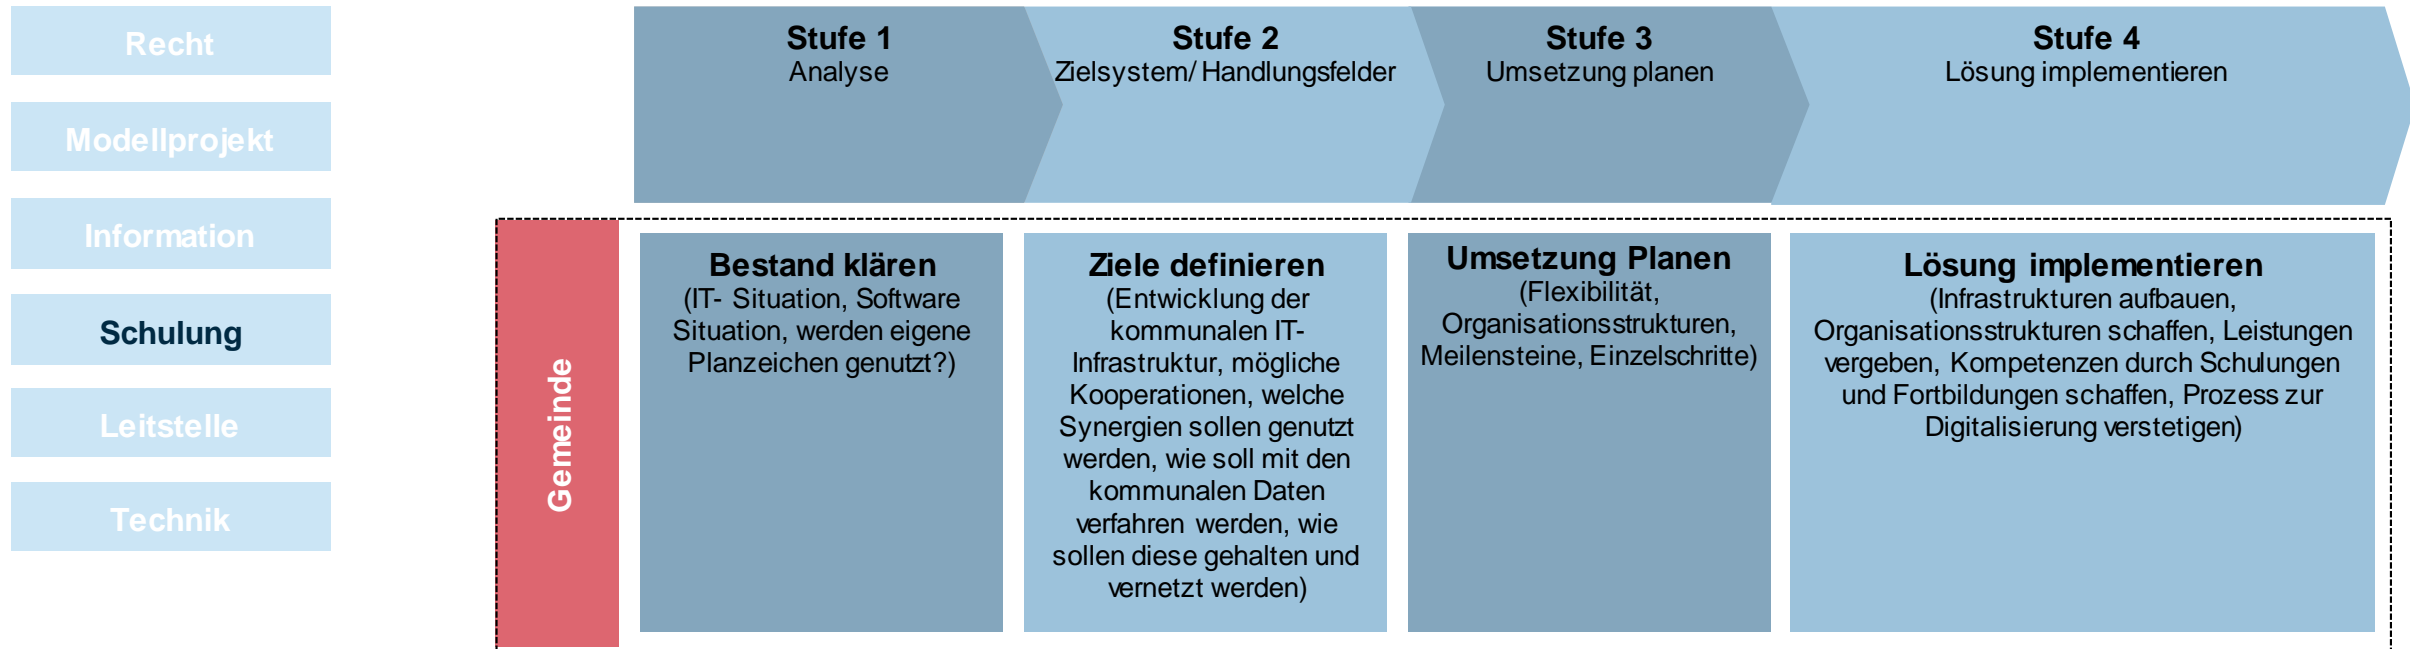 Recht
Modellprojekt
Information
Schulung
Leitstelle
Technik
Stufe 1
Analyse
Stufe 2
Zielsystem/ Handlungsfelder
Stufe 3
Umsetzung planen
Stufe 4
Lösung implementieren
Gemeinde
Bestand klären
(IT- Situation, Software
Situation, werden eigene
Planzeichen genutzt?)
Ziele definieren
(Entwicklung der
kommunalen IT-
Infrastruktur, mögliche
Kooperationen, welche
Synergien sollen genutzt
werden, wie soll mit den
kommunalen Daten
verfahren werden, wie
sollen diese gehalten und
vernetzt werden)
Umsetzung Planen
(Flexibilität,
Organisationsstrukturen,
Meilensteine, Einzelschritte)
Lösung implementieren
(Infrastrukturen aufbauen,
Organisationsstrukturen schaffen, Leistungen
vergeben, Kompetenzen durch Schulungen
und Fortbildungen schaffen, Prozess zur
Digitalisierung verstetigen)